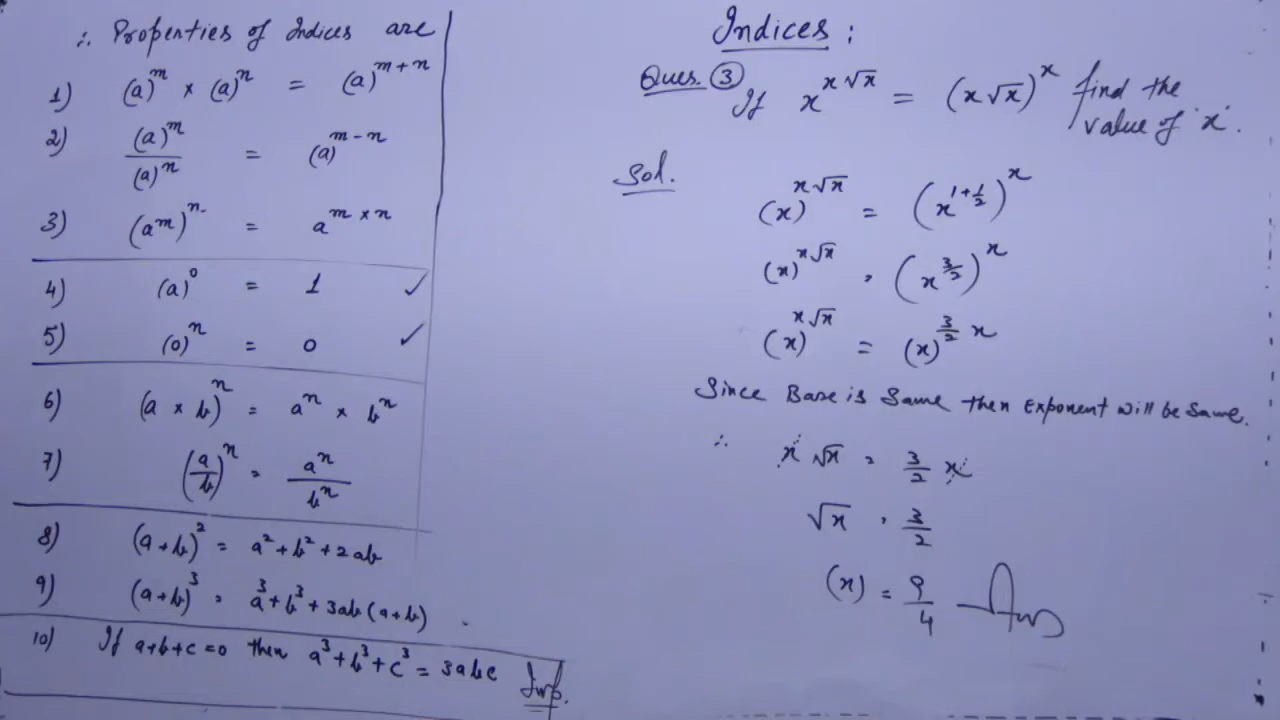 ∴ Properties of Indices are
1) (a)^m × (a)^n = (a)^{m+n}
2) (a)^m / (a)^n = (a)^{m-n}
3) (a^m)^n = a^{m×n}
4) (a)^0 = 1 ✓
5) (0)^n = 0 ✓
6) (a × b)^n = a^n × b^n
7) (a/b)^n = a^n / b^n
8) (a+b)^2 = a^2+b^2+2ab
9) (a+b)^3 = a^3+b^3+3ab(a+b)
10) If a+b+c=0 then a^3+b^3+c^3 = 3abc
Indices:
Ques. ③ If x^{x√x} = (x√x)^x find the
value of 'x'.
Sol.
(x)^{x√x} = (x^{1+1/2})^x
(x)^{x√x} = (x^{3/2})^x
(x)^{x√x} = (x)^{3/2 x}
Since Base is Same then Exponent will be Same.
∴ x√x = 3/2 x
√x = 3/2
(x) = 9/4 Ans